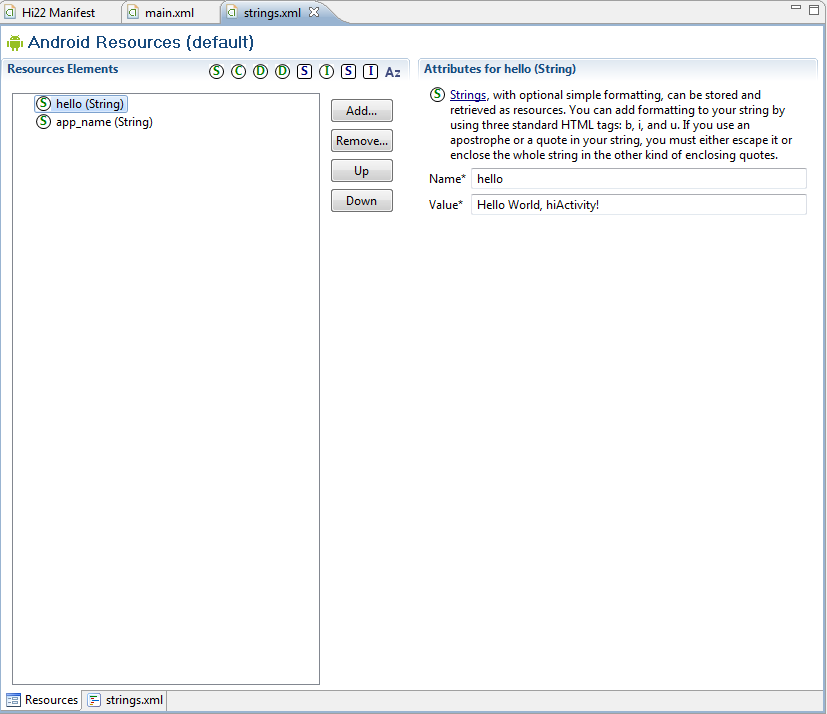 Hi22 Manifest
main.xml
strings.xml
Android Resources (default)
Resources Elements
S C D D S I S I Az
hello (String)
app_name (String)
Add...
Remove...
Up
Down
Attributes for hello (String)
S Strings, with optional simple formatting, can be stored and
retrieved as resources. You can add formatting to your string by
using three standard HTML tags: b, i, and u. If you use an
apostrophe or a quote in your string, you must either escape it or
enclose the whole string in the other kind of enclosing quotes.
Name* hello
Value* Hello World, hiActivity!
Resources
strings.xml